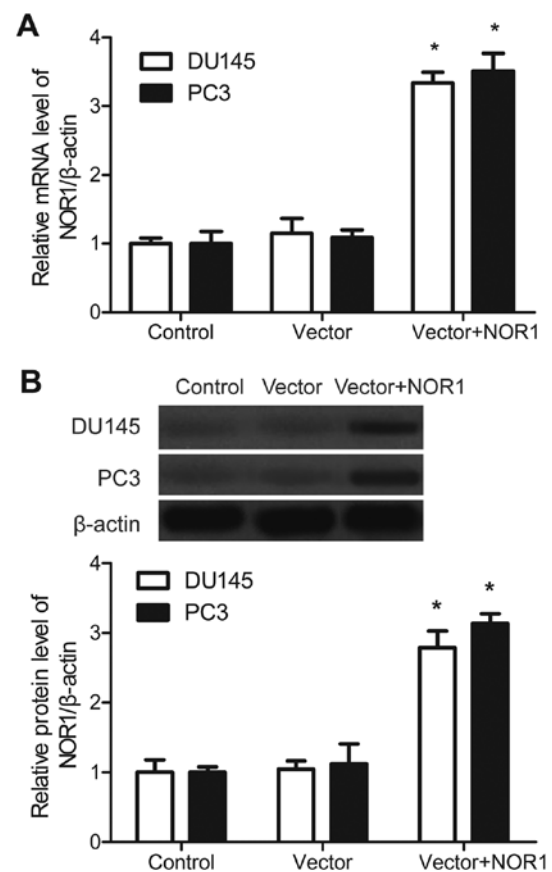 A
Relative mRNA level of
NOR1/β-actin
4
3
2
1
0
DU145
PC3
*
*
Control
Vector
Vector+NOR1
B
Control Vector Vector+NOR1
DU145
PC3
β-actin
Relative protein level of
NOR1/β-actin
4
3
2
1
0
DU145
PC3
*
*
Control
Vector
Vector+NOR1